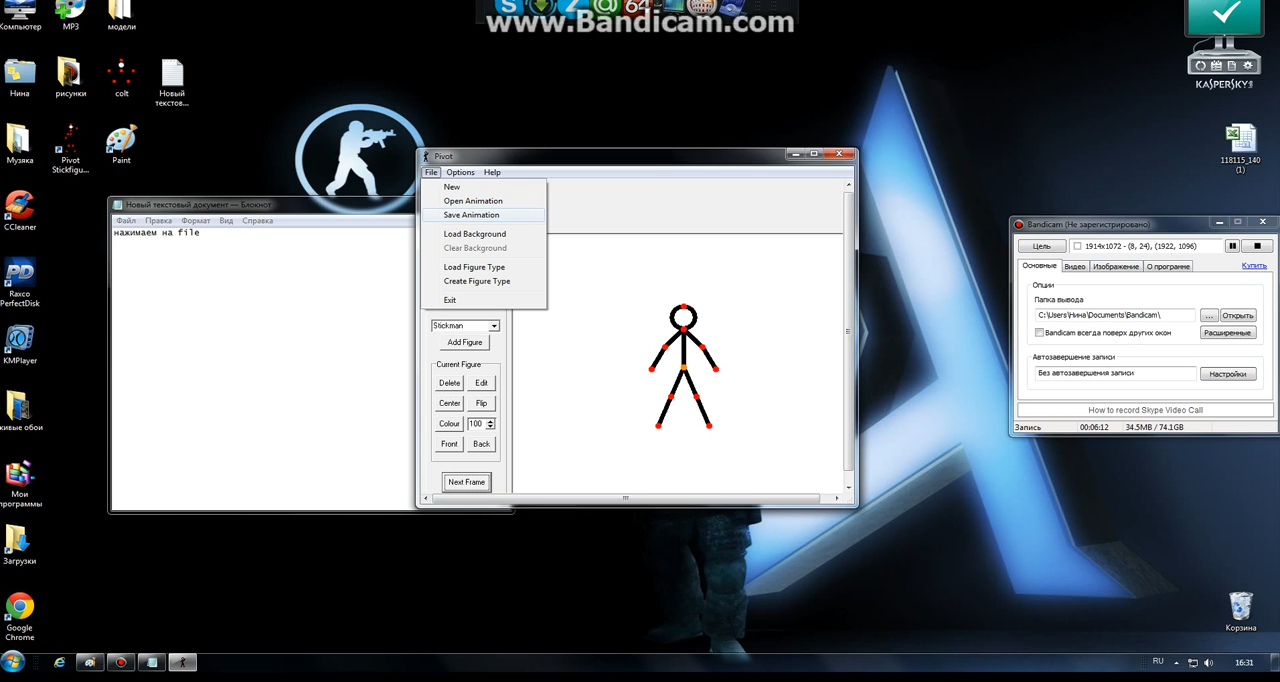 www.Bandicam.com
Компьютер
MP3
модели
Нина
рисунки
colt
Новый
тексто...
Музяка
Pivot
Stickfigu...
Paint
CCleaner
Raxco
PerfectDisk
KMPlayer
живые обои
Мои
программы
Загрузки
Google
Chrome
KASPERSKY
118115_140
(1)
Корзина
Новый текстовый документ — Блокнот
Файл Правка Формат Вид Справка
нажимаем на file
Pivot
File Options Help
New
Open Animation
Save Animation
Load Background
Clear Background
Load Figure Type
Create Figure Type
Exit
Stickman
Add Figure
Current Figure
Delete Edit
Center Flip
Colour 100
Front Back
Next Frame
Bandicam (Не зарегистрировано)
Цель 1914x1072 - (8, 24), (1922, 1096)
Основные Видео Изображение О программе Купить
Опции
Папка вывода
C:\Users\Нина\Documents\Bandicam\ ... Открыть
Bandicam всегда поверх других окон Расширенные
Автозавершение записи
Без автозавершения записи Настройки
How to record Skype Video Call
Запись 00:06:12 34.5MB / 74.1GB
RU 16:31